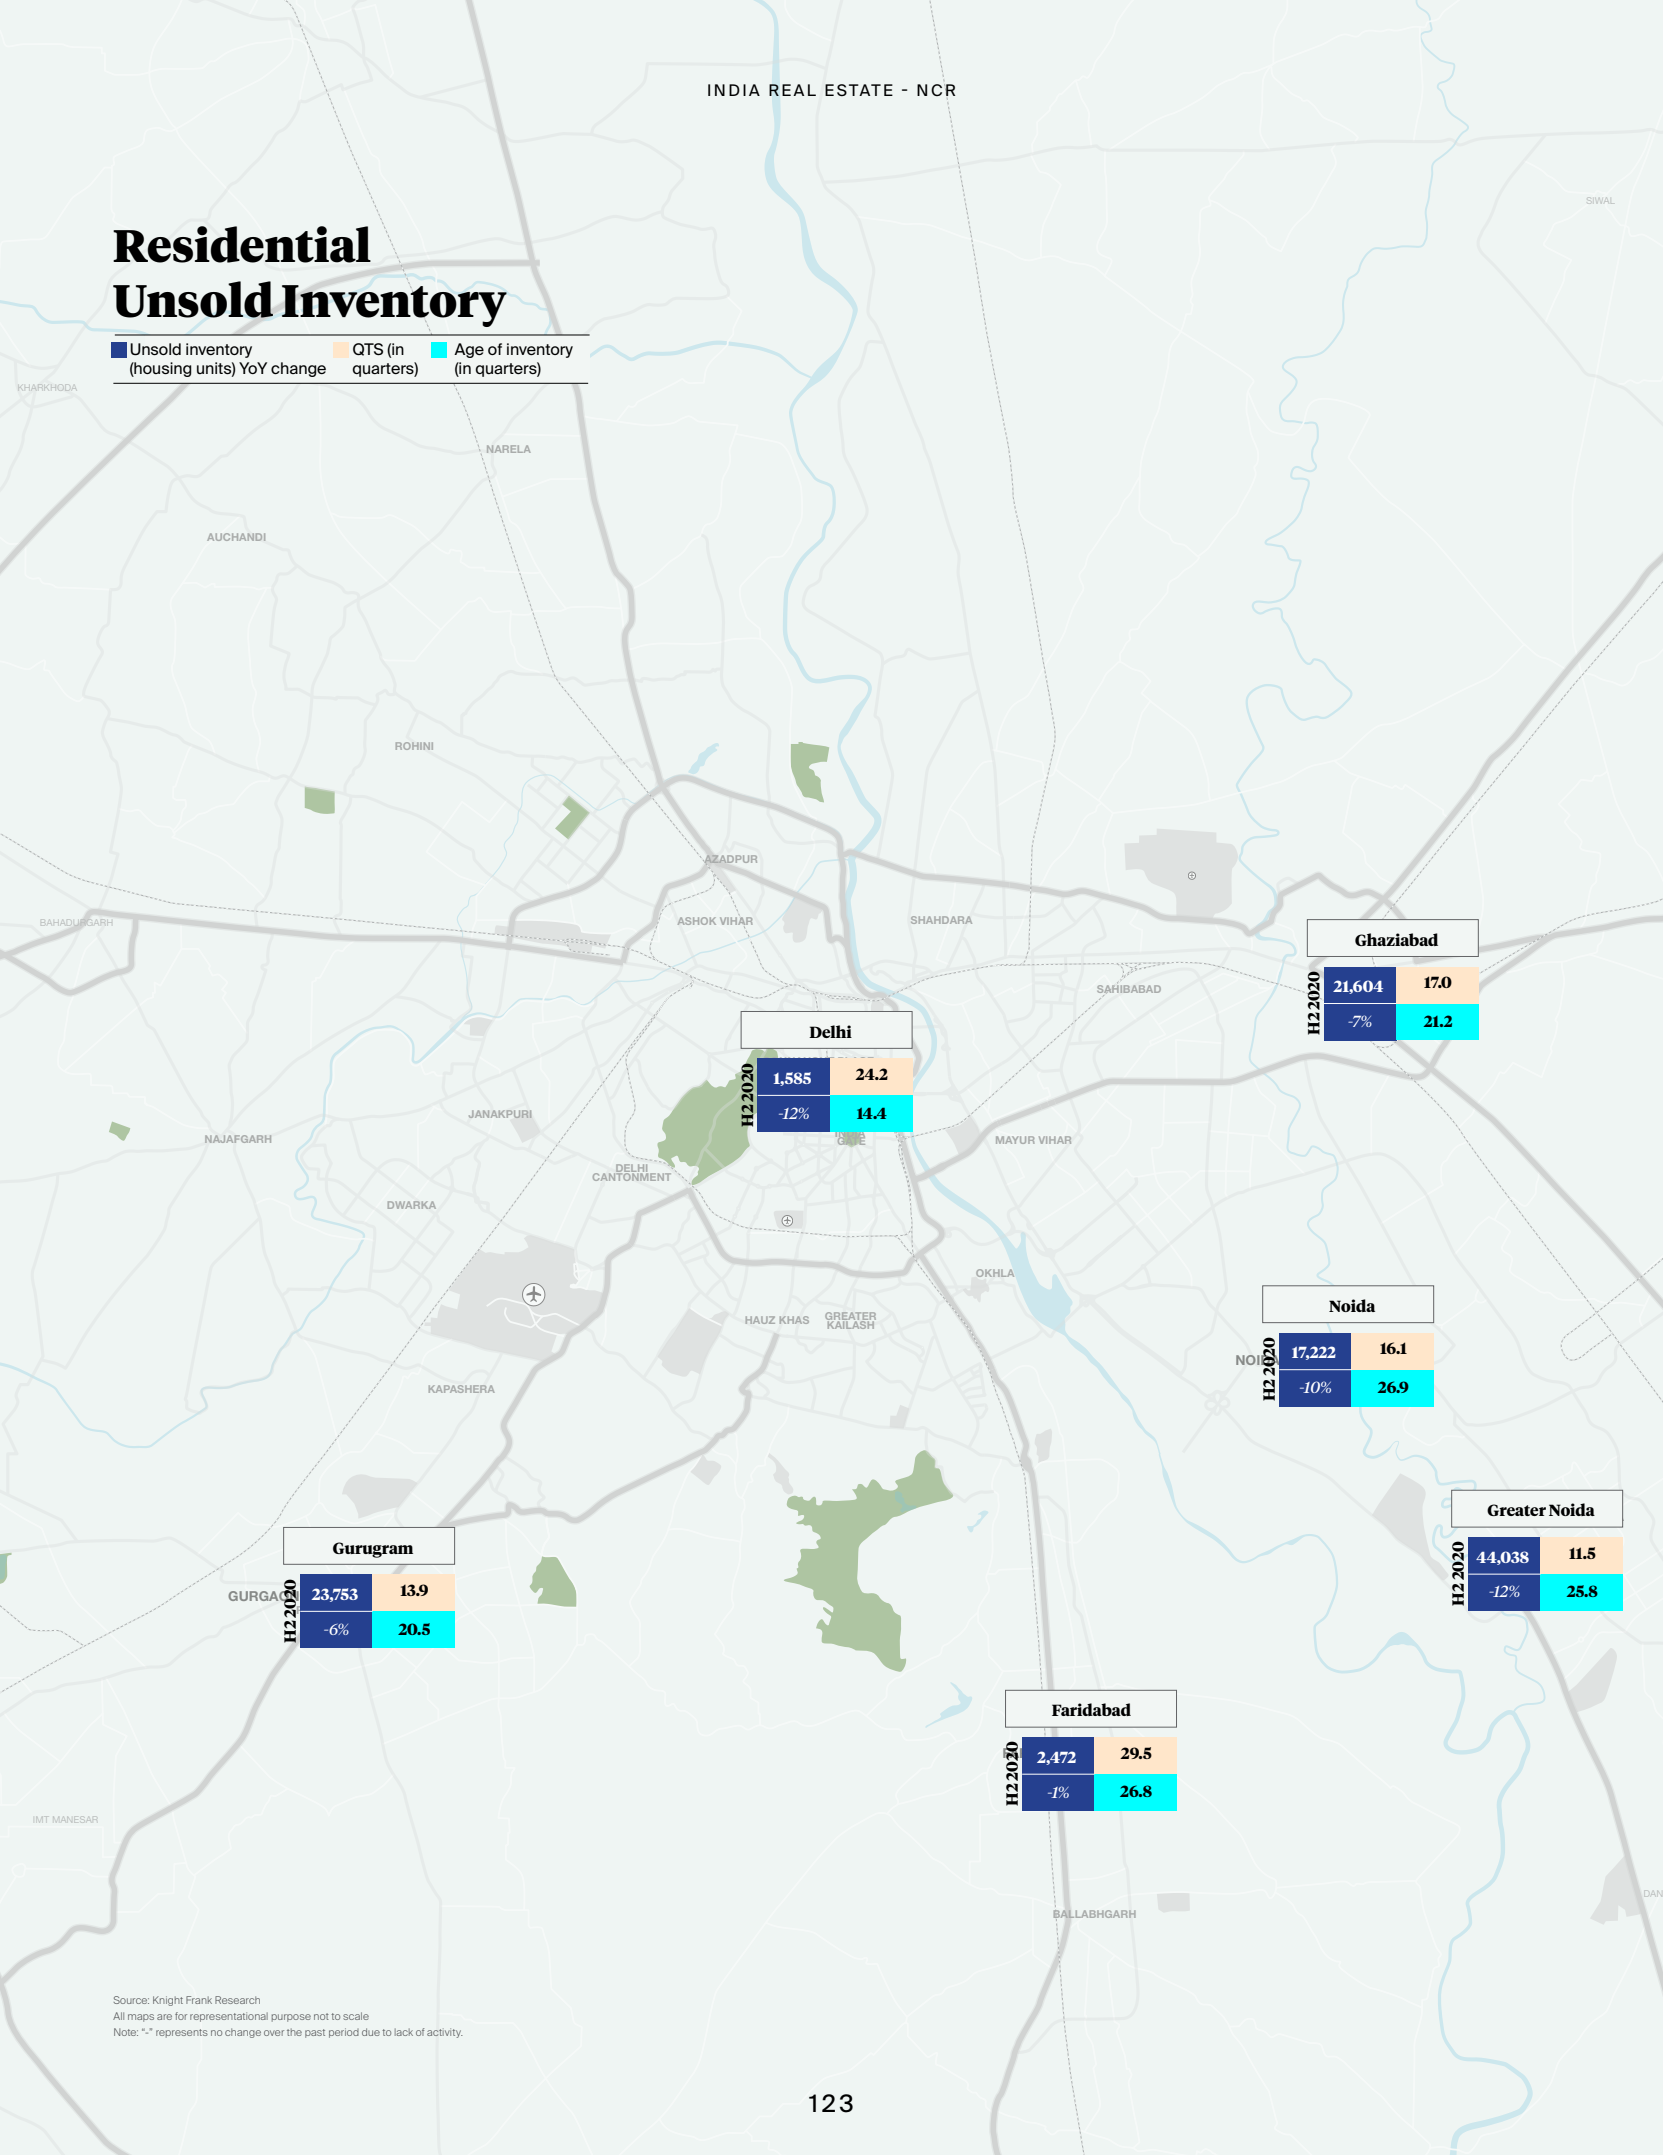 INDIA REAL ESTATE - NCR
SIWAL
Residential
Unsold Inventory
Unsold inventory
(housing units) YoY change
QTS (in
quarters)
Age of inventory
(in quarters)
KHARKHODA
NARELA
AUCHANDI
ROHINI
AZADPUR
ASHOK VIHAR
SHAHDARA
BAHADURGARH
Ghaziabad
H2 2020
21,604
17.0
-7%
21.2
SAHIBABAD
Delhi
H2 2020
1,585
24.2
-12%
14.4
JANAKPURI
NAJAFGARH
GATE
MAYUR VIHAR
DELHI
CANTONMENT
DWARKA
OKHLA
Noida
H2 2020
17,222
16.1
-10%
26.9
HAUZ KHAS
GREATER
KAILASH
KAPASHERA
Greater Noida
H2 2020
44,038
11.5
-12%
25.8
Gurugram
H2 2020
23,753
13.9
-6%
20.5
Faridabad
H2 2020
2,472
29.5
-1%
26.8
IMT MANESAR
DAN
BALLABHGARH
Source: Knight Frank Research
All maps are for representational purpose not to scale
Note: "-" represents no change over the past period due to lack of activity.
123